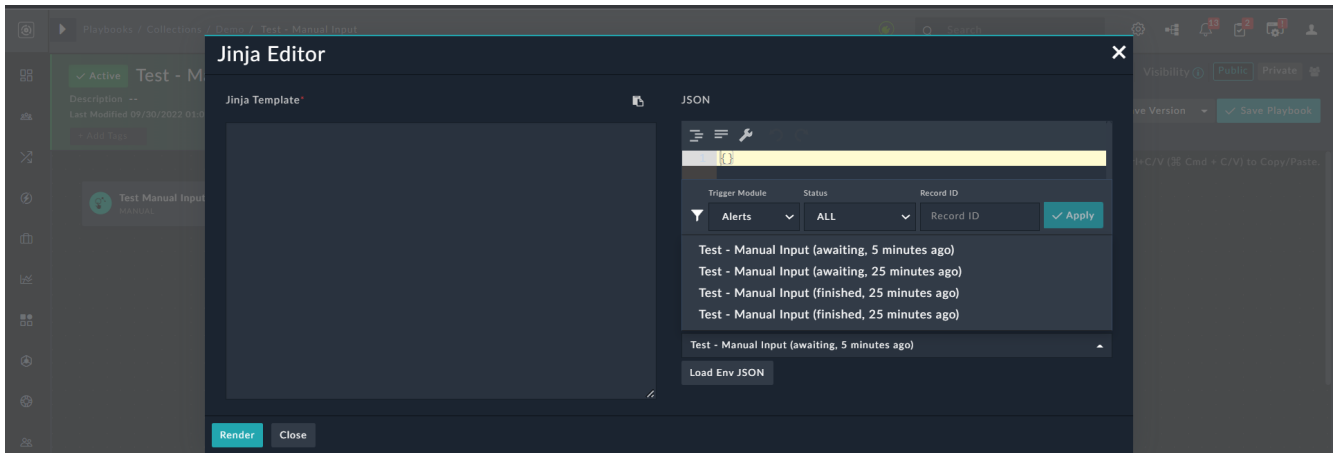 Playbooks / Collections / Demo / Test - Manual Input
Search
13
2
Jinja Editor
Active
Test - M
Visibility
Public
Private
Description --
Last Modified 09/30/2022 01:0
+ Add Tags
ve Version
Save Playbook
l+C/V (⌘ Cmd + C/V) to Copy/Paste.
Test Manual Input
MANUAL
Jinja Template*
JSON
1 {}
Trigger Module
Status
Record ID
Alerts
ALL
Record ID
Apply
Test - Manual Input (awaiting, 5 minutes ago)
Test - Manual Input (awaiting, 25 minutes ago)
Test - Manual Input (finished, 25 minutes ago)
Test - Manual Input (finished, 25 minutes ago)
Test - Manual Input (awaiting, 5 minutes ago)
Load Env JSON
Render
Close